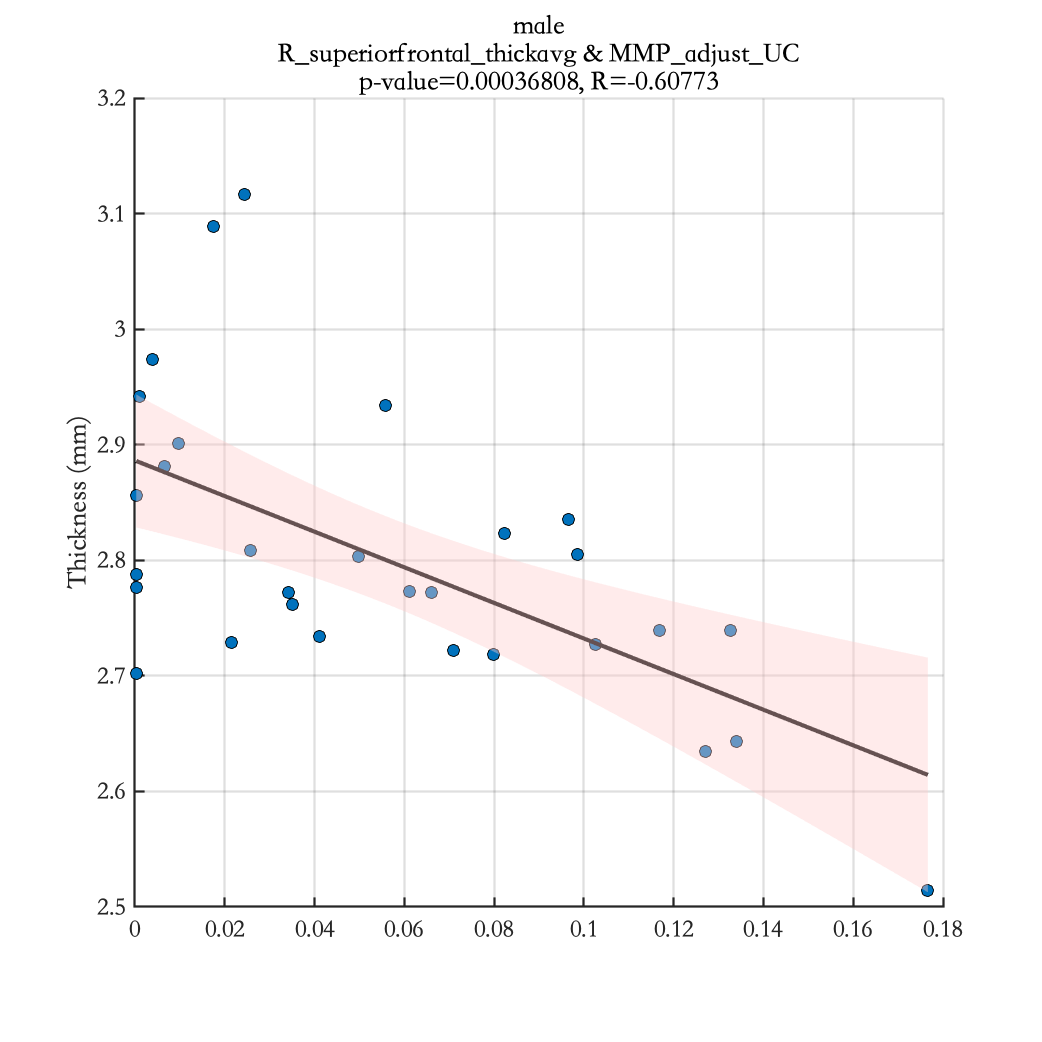 male
R_superiorfrontal_thickavg & MMP_adjust_UC
p-value=0.00036808, R=-0.60773
3.2
3.1
3
2.9
2.8
2.7
2.6
2.5
Thickness (mm)
0 0.02 0.04 0.06 0.08 0.1 0.12 0.14 0.16 0.18